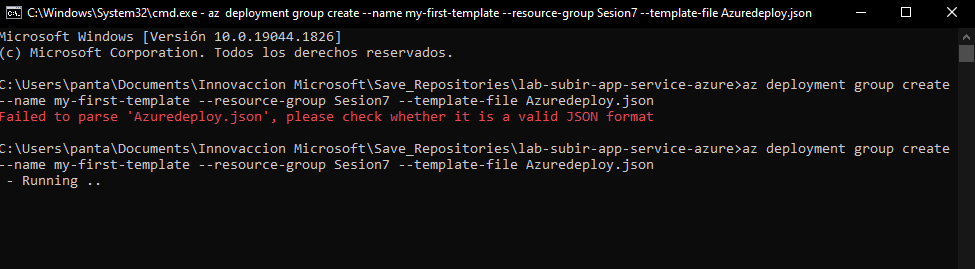 C:\Windows\System32\cmd.exe - az  deployment group create --name my-first-template --resource-group Sesion7 --template-file Azuredeploy.json
Microsoft Windows [Versión 10.0.19044.1826]
(c) Microsoft Corporation. Todos los derechos reservados.
C:\Users\panta\Documents\Innovaccion Microsoft\Save_Repositories\lab-subir-app-service-azure>az deployment group create
--name my-first-template --resource-group Sesion7 --template-file Azuredeploy.json
Failed to parse 'Azuredeploy.json', please check whether it is a valid JSON format
C:\Users\panta\Documents\Innovaccion Microsoft\Save_Repositories\lab-subir-app-service-azure>az deployment group create
--name my-first-template --resource-group Sesion7 --template-file Azuredeploy.json
 - Running ..